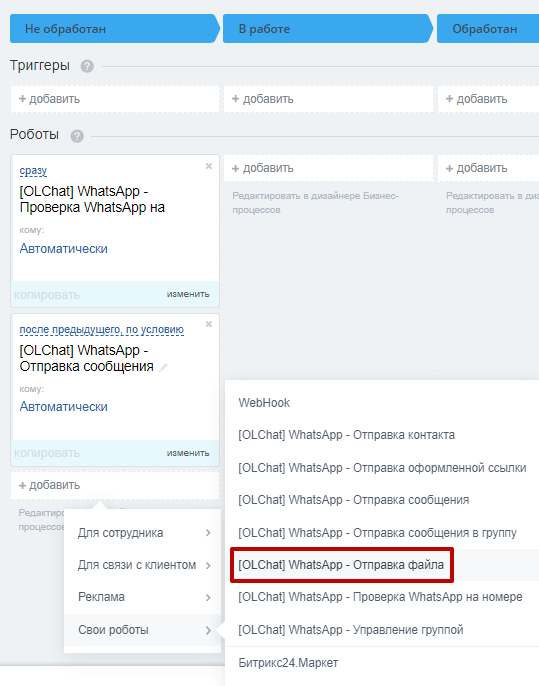 Не обработан
В работе
Обработан
Триггеры ?
+ добавить
+ добавить
+ добавить
Роботы ?
сразу
[OLChat] WhatsApp -
Проверка WhatsApp на
кому:
Автоматически
копировать
изменить
+ добавить
Редактировать в дизайнере Бизнес-
процессов
+ добавить
Редактировать в
процессов
после предыдущего, по условию
[OLChat] WhatsApp -
Отправка сообщения
кому:
Автоматически
копировать
изменить
+ добавить
Для сотрудника
Для связи с клиентом
Реклама
Свои роботы
WebHook
[OLChat] WhatsApp - Отправка контакта
[OLChat] WhatsApp - Отправка оформленной ссылки
[OLChat] WhatsApp - Отправка сообщения
[OLChat] WhatsApp - Отправка сообщения в группу
[OLChat] WhatsApp - Отправка файла
[OLChat] WhatsApp - Проверка WhatsApp на номере
[OLChat] WhatsApp - Управление группой
Битрикс24.Маркет